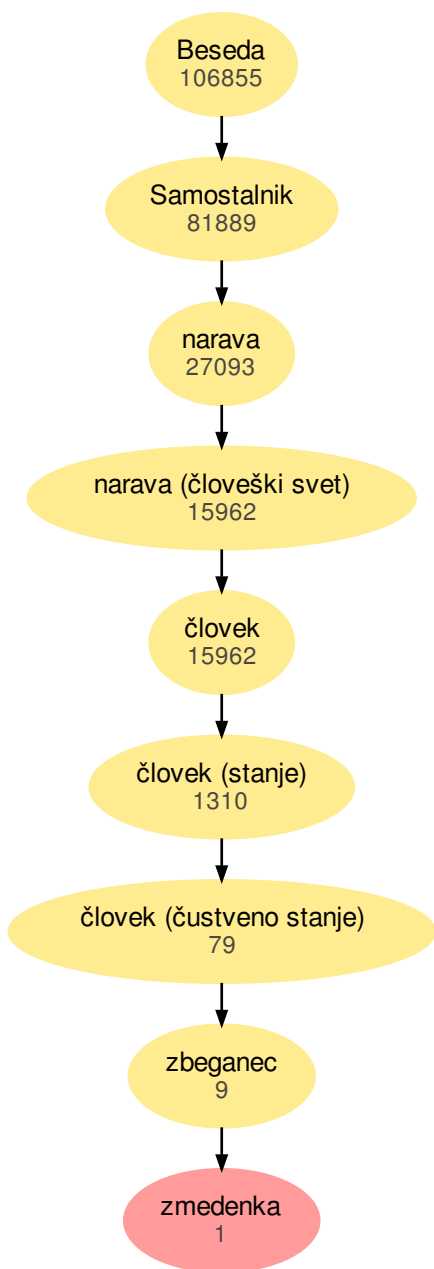 Beseda
106855
Samostalnik
81889
narava
27093
narava (človeški svet)
15962
človek
15962
človek (stanje)
1310
človek (čustveno stanje)
79
zbeganec
9
zmedenka
1